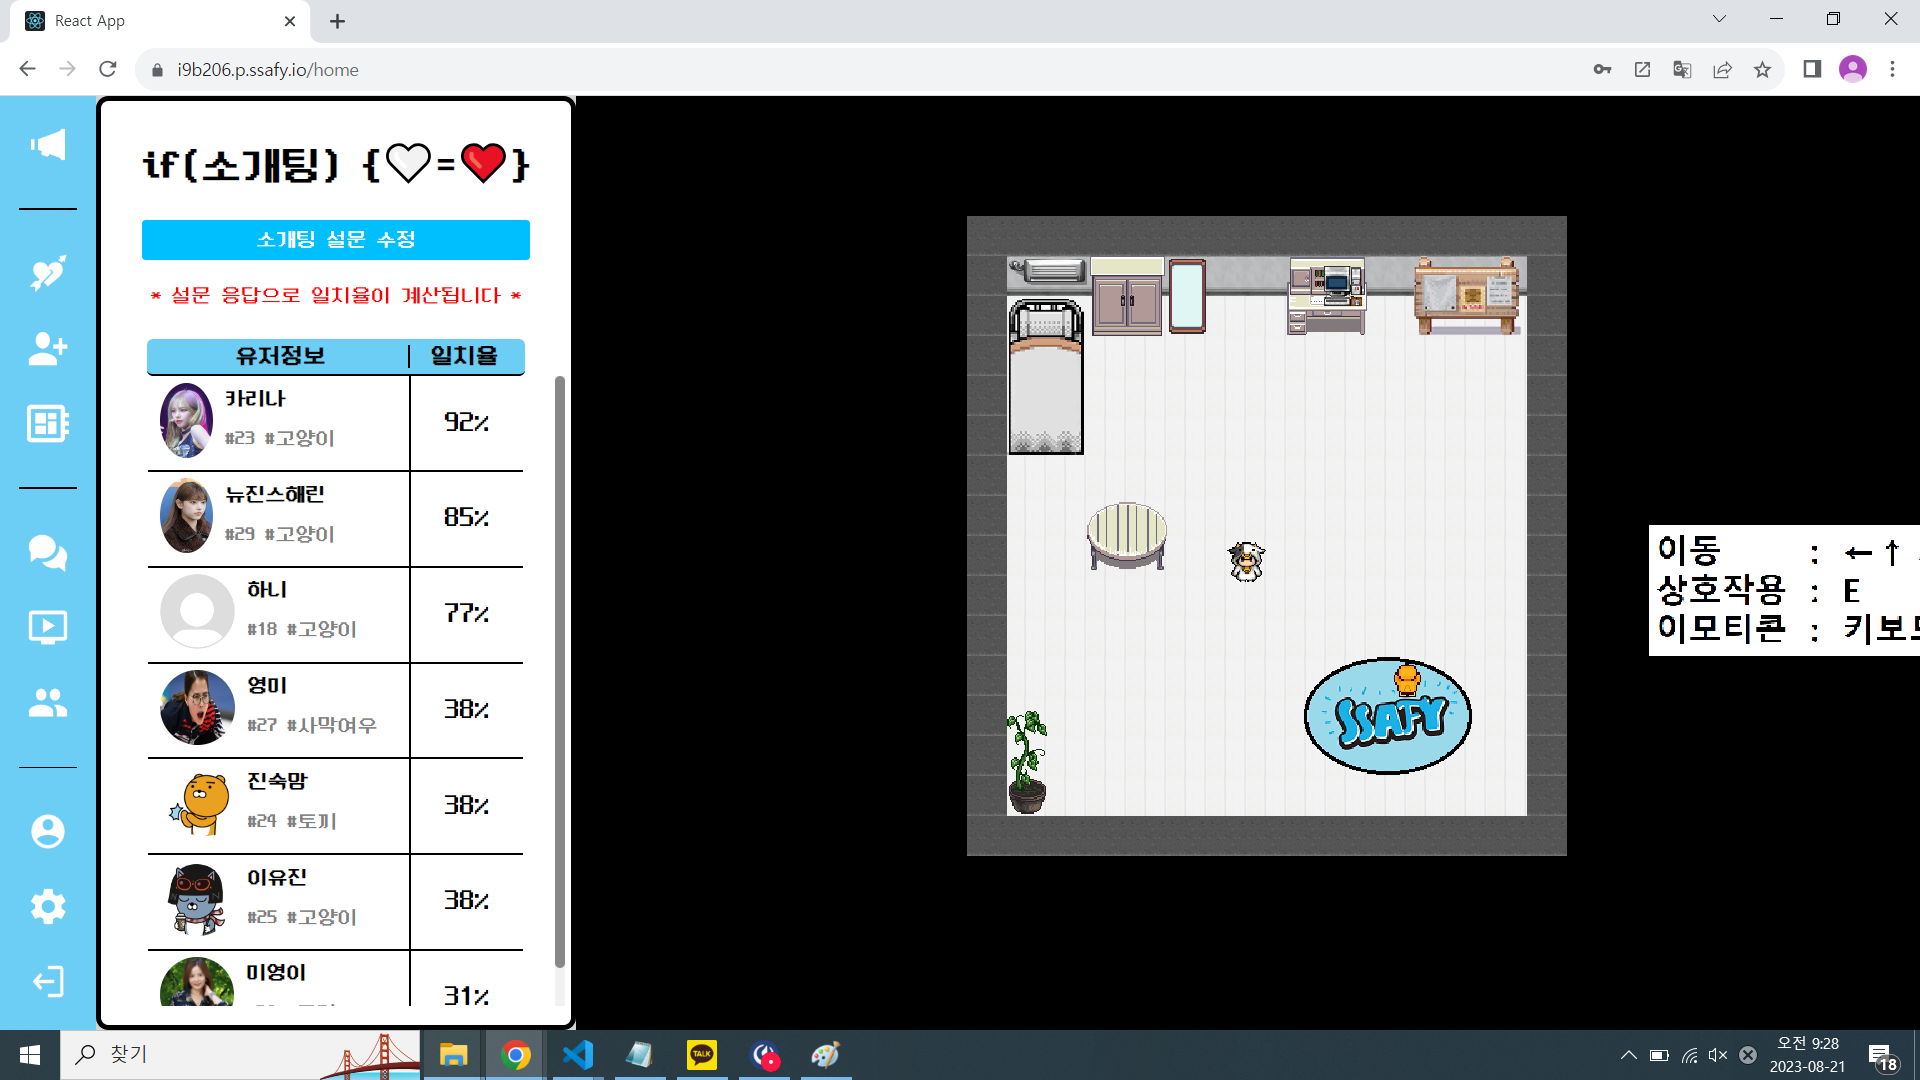 React App
i9b206.p.ssafy.io/home
if(소개팅) {🤍=❤️}
소개팅 설문 수정
* 설문 응답으로 일치율이 계산됩니다 *
유저정보 일치율
카리나
#23 #고양이
92%
뉴진스해린
#29 #고양이
85%
하니
#18 #고양이
77%
영미
#27 #사막여우
38%
진숙맘
#24 #토끼
38%
이유진
#25 #고양이
38%
미영이
31%
이동 : ← ↑
상호작용 : E
이모티콘 : 키보
SSAFY
찾기
TALK
오전 9:28
2023-08-21
18